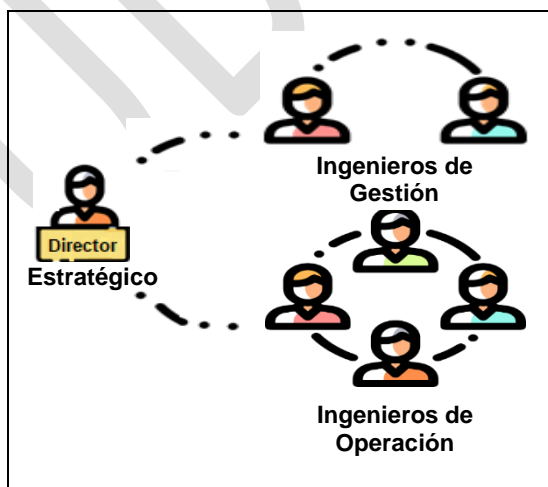 Director
Estratégico
Ingenieros de
Gestión
Ingenieros de
Operación